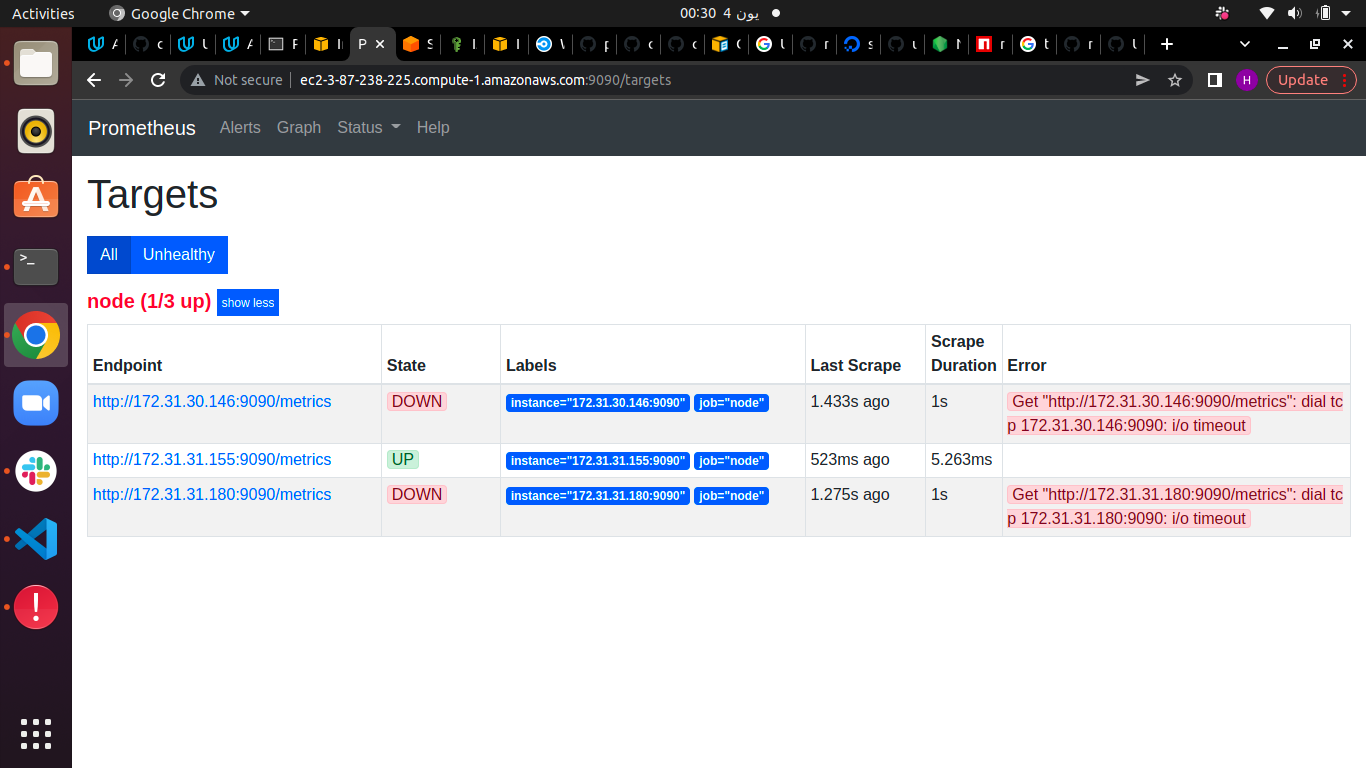 Activities
Google Chrome
00:30 4 يون
Not secure
ec2-3-87-238-225.compute-1.amazonaws.com:9090/targets
H
Update
Prometheus
Alerts
Graph
Status
Help
Targets
All
Unhealthy
node (1/3 up)
show less
Endpoint
State
Labels
Last Scrape
Scrape
Duration
Error
http://172.31.30.146:9090/metrics
DOWN
instance="172.31.30.146:9090"
job="node"
1.433s ago
1s
Get "http://172.31.30.146:9090/metrics": dial tc
p 172.31.30.146:9090: i/o timeout
http://172.31.31.155:9090/metrics
UP
instance="172.31.31.155:9090"
job="node"
523ms ago
5.263ms
http://172.31.31.180:9090/metrics
DOWN
instance="172.31.31.180:9090"
job="node"
1.275s ago
1s
Get "http://172.31.31.180:9090/metrics": dial tc
p 172.31.31.180:9090: i/o timeout